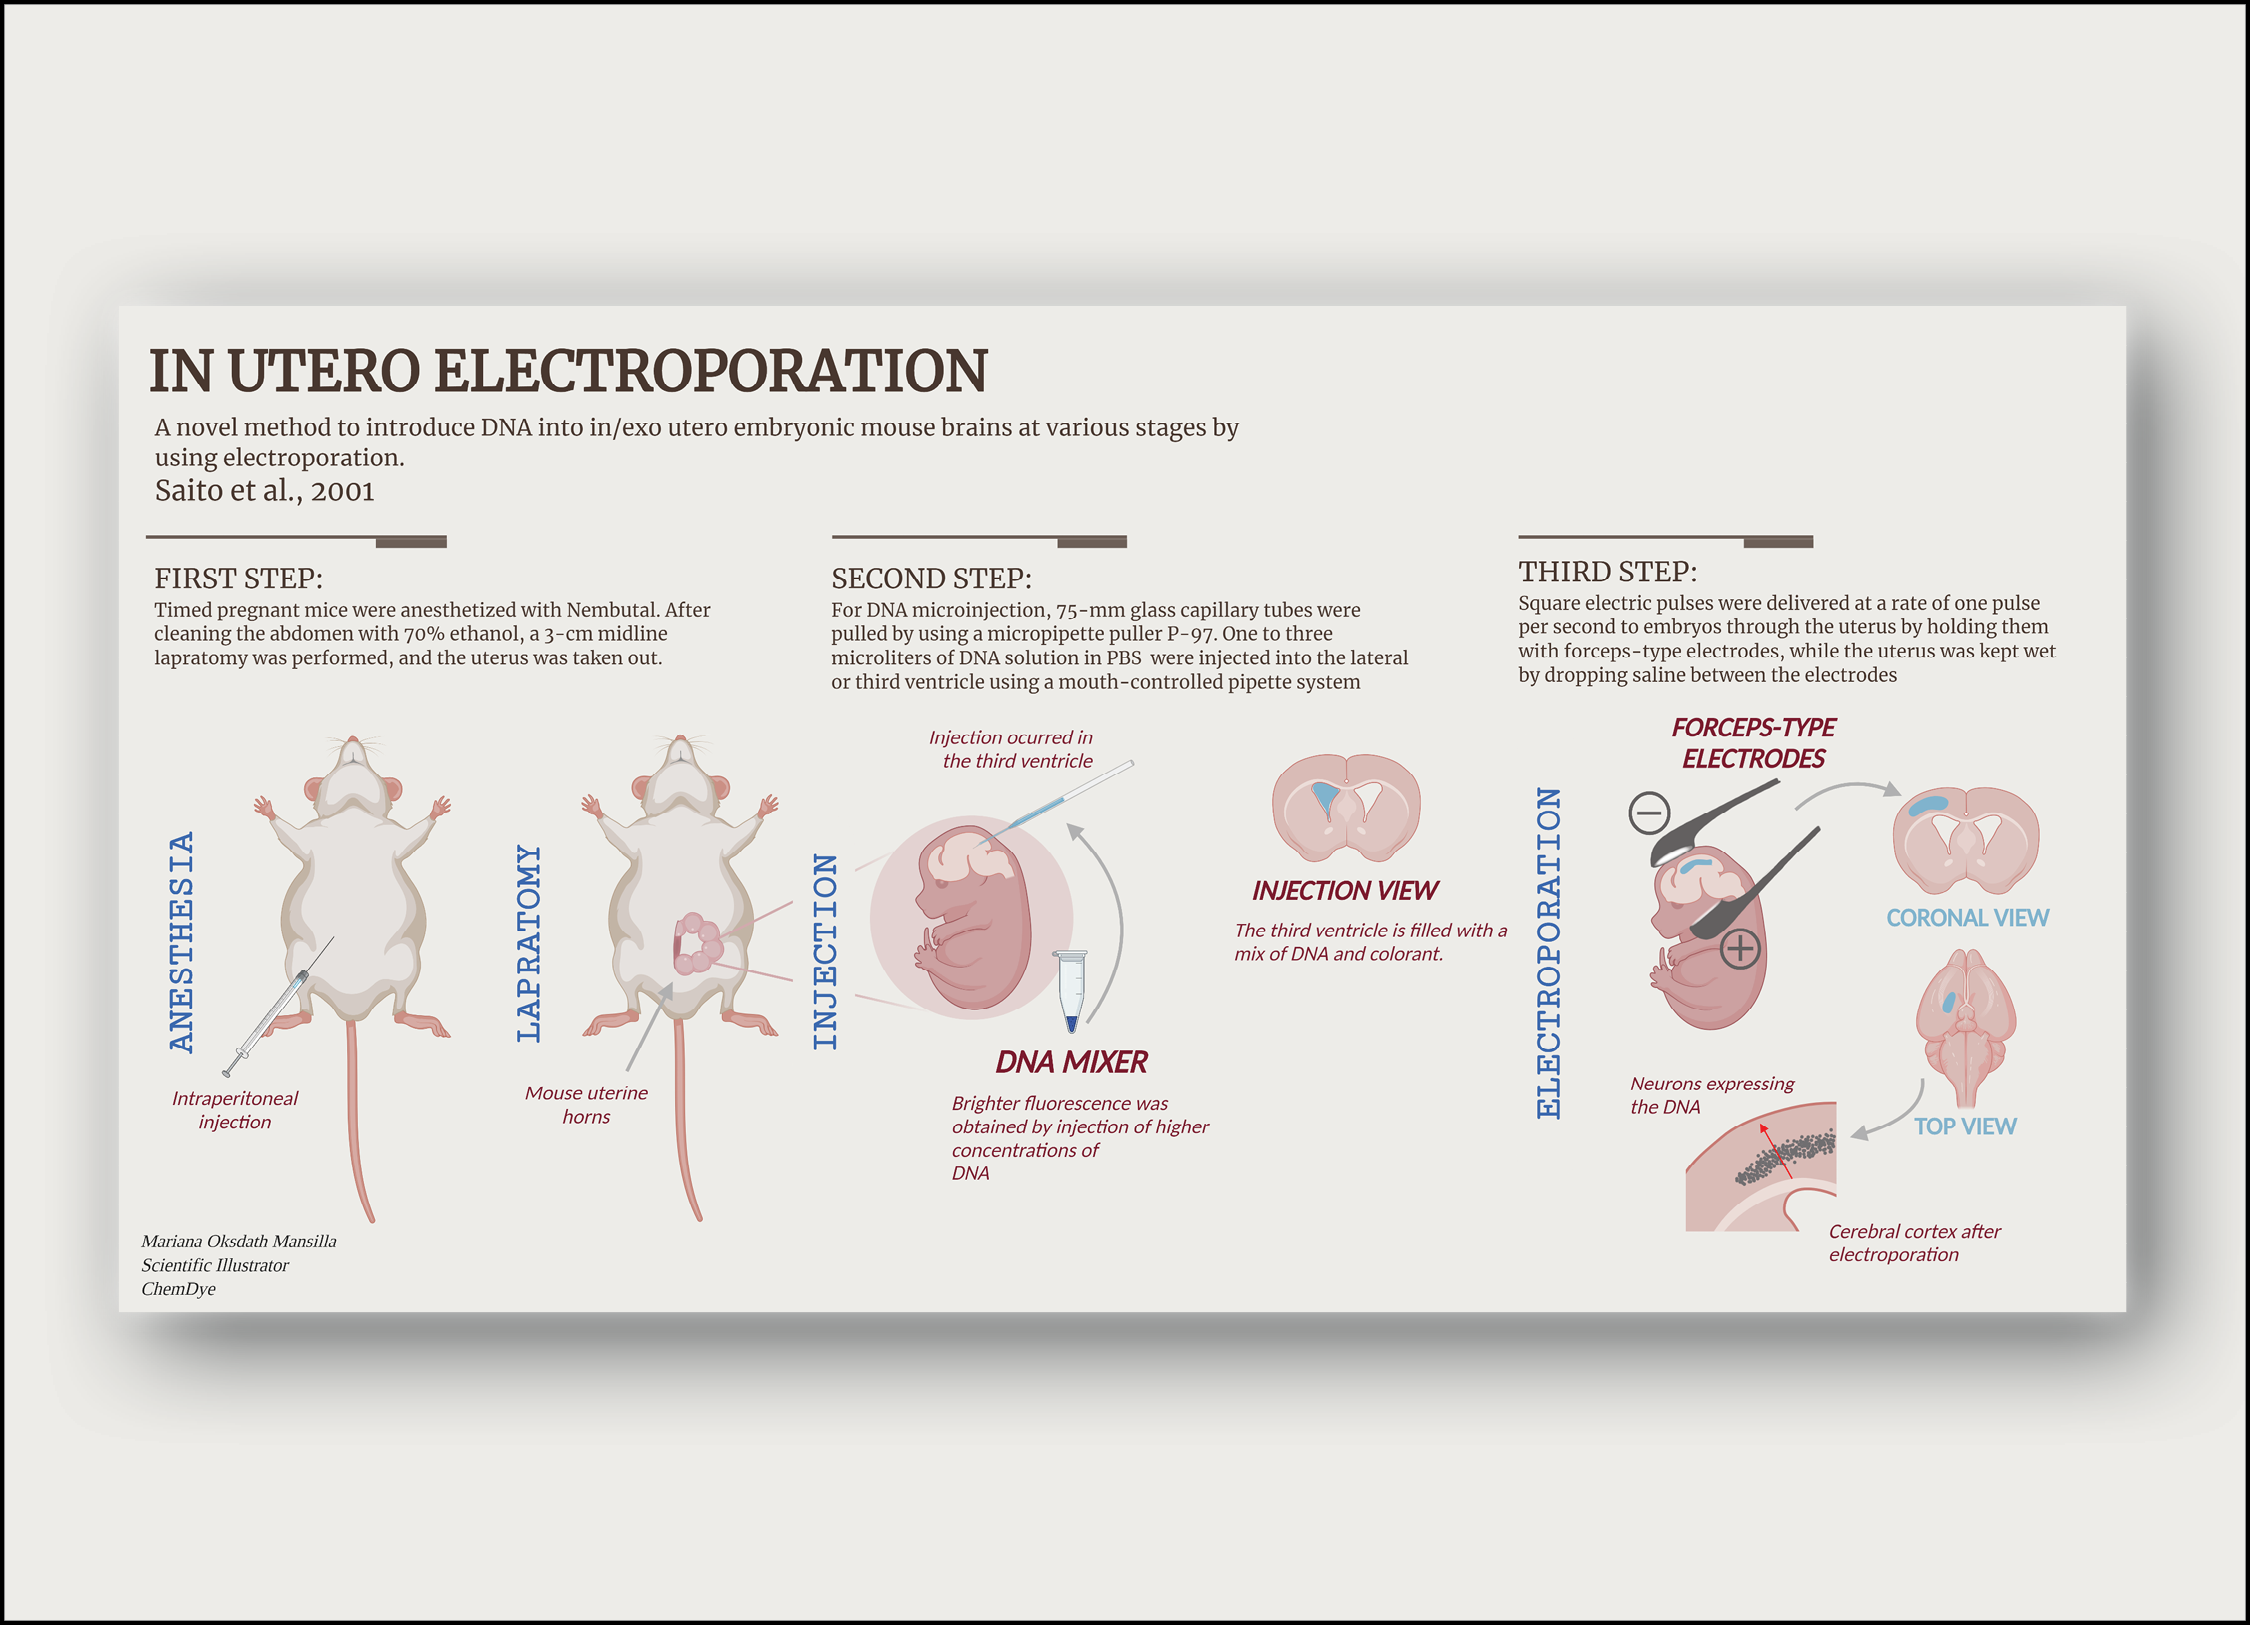 IN UTERO ELECTROPORATION
A novel method to introduce DNA into in/exo utero embryonic mouse brains at various stages by
using electroporation.
Saito et al., 2001
FIRST STEP:
Timed pregnant mice were anesthetized with Nembutal. After
cleaning the abdomen with 70% ethanol, a 3-cm midline
lapratomy was performed, and the uterus was taken out.
ANESTHESIA
Intraperitoneal
injection
LAPRATOMY
Mouse uterine
horns
SECOND STEP:
For DNA microinjection, 75-mm glass capillary tubes were
pulled by using a micropipette puller P-97. One to three
microliters of DNA solution in PBS  were injected into the lateral
or third ventricle using a mouth-controlled pipette system
INJECTION
Injection ocurred in
the third ventricle
DNA MIXER
Brighter fluorescence was
obtained by injection of higher
concentrations of
DNA
INJECTION VIEW
The third ventricle is filled with a
mix of DNA and colorant.
THIRD STEP:
Square electric pulses were delivered at a rate of one pulse
per second to embryos through the uterus by holding them
with forceps-type electrodes, while the uterus was kept wet
by dropping saline between the electrodes
ELECTROPORATION
FORCEPS-TYPE
ELECTRODES
−
+
CORONAL VIEW
TOP VIEW
Neurons expressing
the DNA
Cerebral cortex after
electroporation
Mariana Oksdath Mansilla
Scientific Illustrator
ChemDye